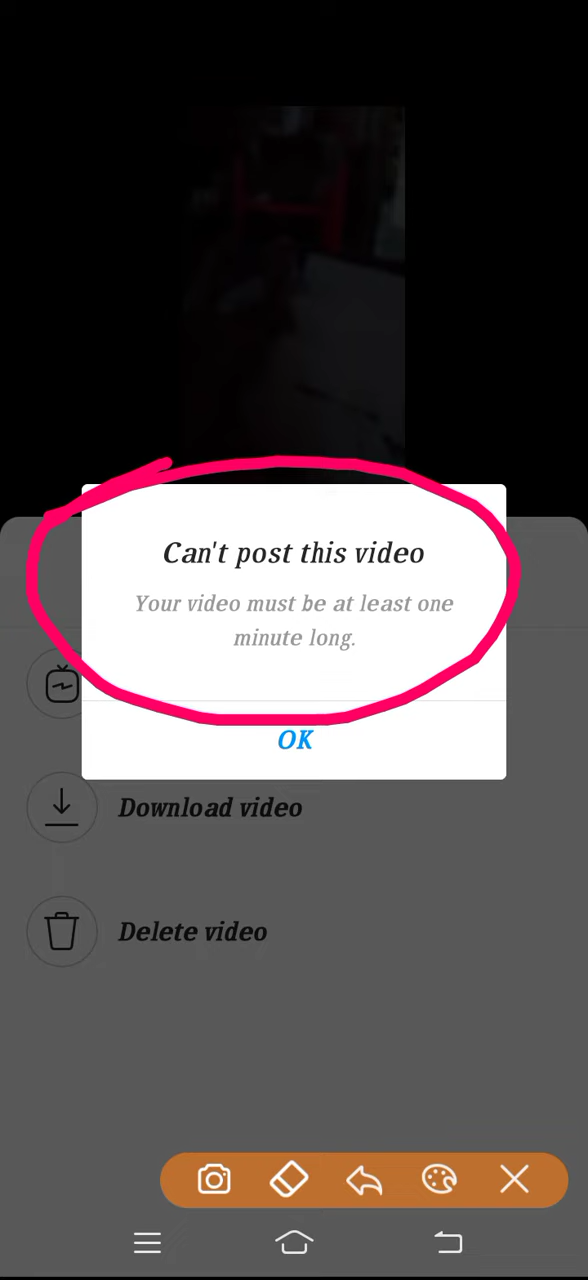 Can't post this video
Your video must be at least one
minute long.
OK
Download video
Delete video